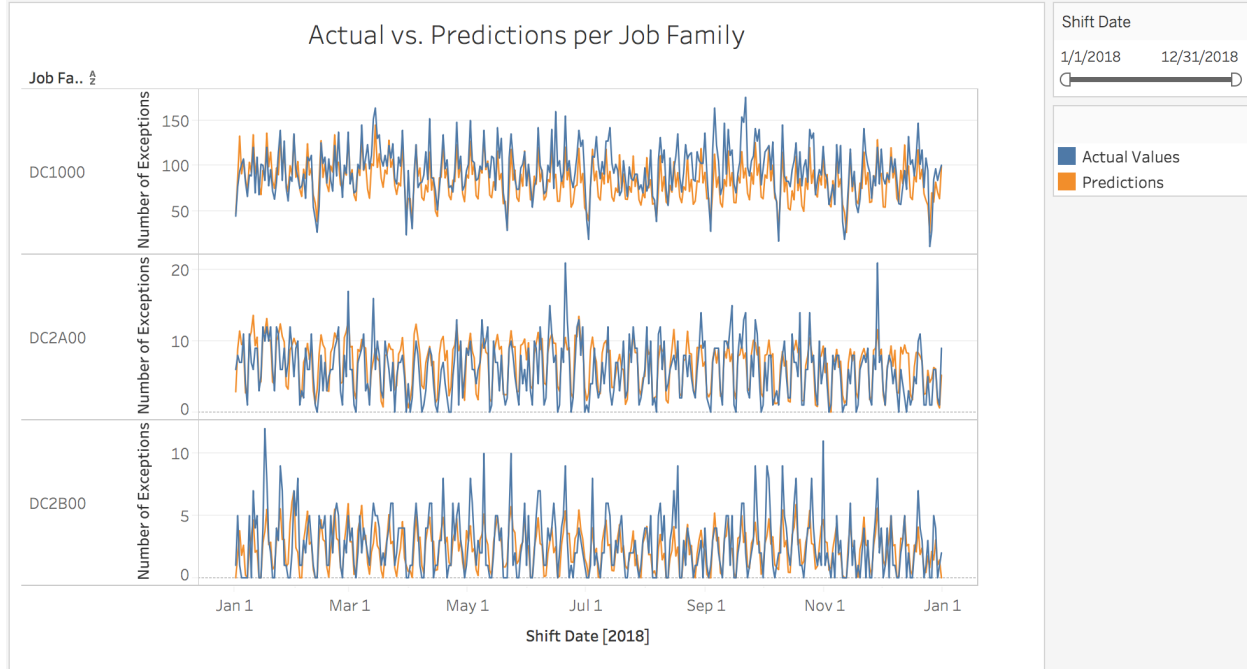 Actual vs. Predictions per Job Family
Shift Date
1/1/2018 12/31/2018
Actual Values
Predictions
Job Fa.. A Z
DC1000
Number of Exceptions
150
100
50
DC2A00
Number of Exceptions
20
10
0
DC2B00
Number of Exceptions
10
5
0
Jan 1 Mar 1 May 1 Jul 1 Sep 1 Nov 1 Jan 1
Shift Date [2018]